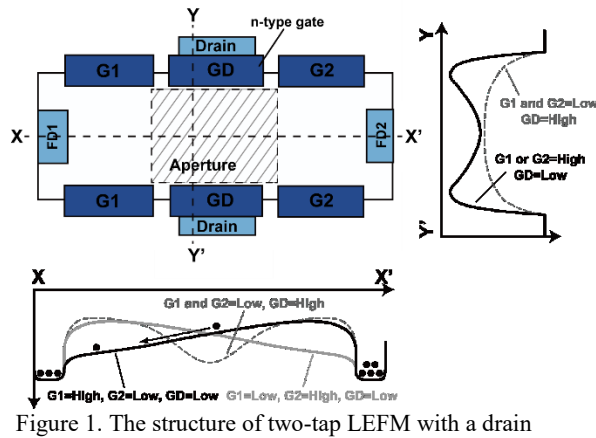 Y
n-type gate
Drain
G1
GD
G2
X
FD1
FD2
X'
Aperture
G1
GD
G2
Drain
Y'
Y
G1 and G2=Low
GD=High
G1 or G2=High
GD=Low
Y'
X
X'
G1 and G2=Low, GD=High
G1=High, G2=Low, GD=Low
G1=Low, G2=High, GD=Low
Figure 1. The structure of two-tap LEFM with a drain